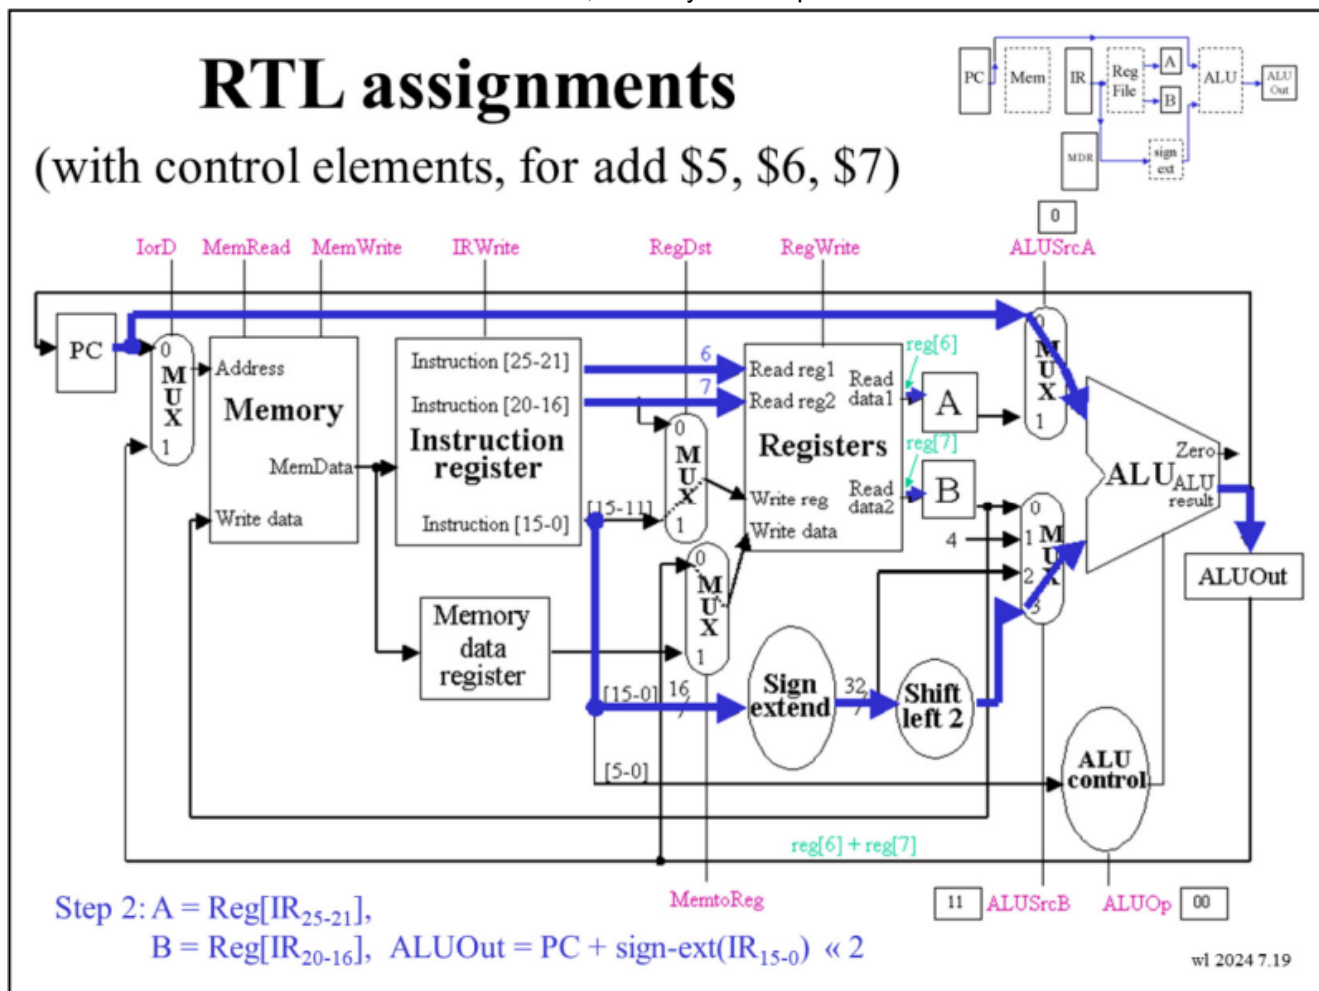 RTL assignments
(with control elements, for add $5, $6, $7)
PC
Mem
IR
Reg
File
A
B
ALU
ALU
Out
MDR
sign
ext
0
IorD
MemRead
MemWrite
IRWrite
RegDst
RegWrite
ALUSrcA
PC
0
MUX
1
Address
Memory
MemData
Write data
Instruction [25-21]
Instruction [20-16]
Instruction
register
Instruction [15-0]
6
7
[15-11]
0
MUX
1
Read reg1
Read reg2
Registers
Write reg
Write data
Read
data1
Read
data2
reg[6]
reg[7]
A
B
0
MUX
1
4
0
1
2
3
MUX
Zero
ALU
ALU
result
ALUOut
Memory
data
register
0
MUX
1
[15-0]
16
Sign
extend
32
Shift
left 2
[5-0]
ALU
control
reg[6] + reg[7]
MemtoReg
11
ALUSrcB
ALUOp
00
Step 2: A = Reg[IR25-21],
B = Reg[IR20-16], ALUOut = PC + sign-ext(IR15-0) « 2
wl 2024 7.19